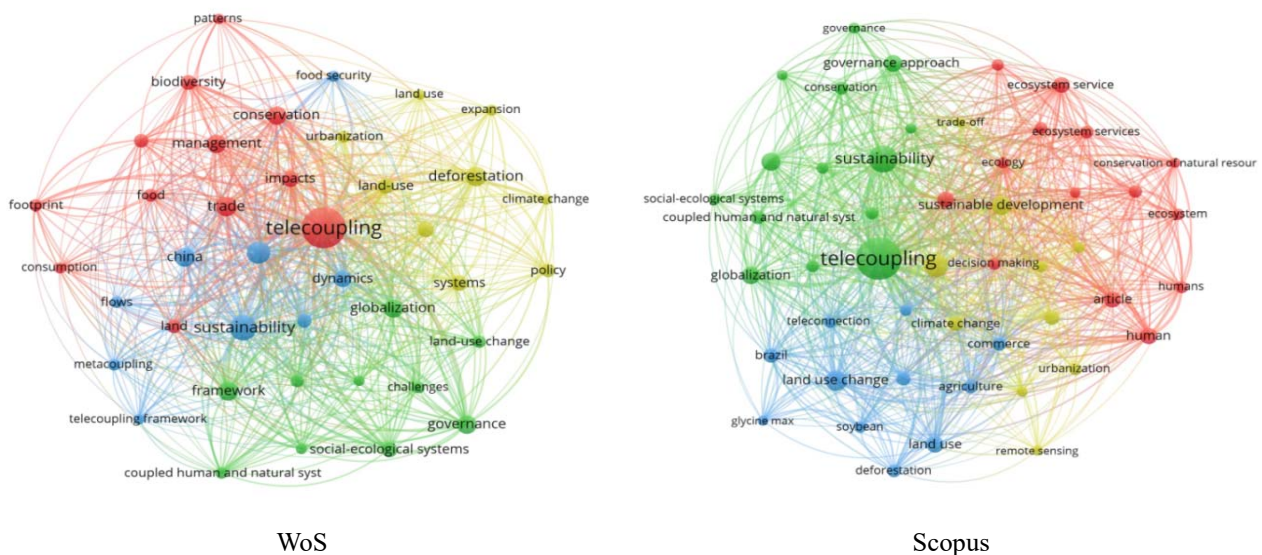 patterns
biodiversity
food security
land use
expansion
conservation
urbanization
management
impacts
land-use
deforestation
climate change
food
trade
footprint
telecoupling
china
consumption
dynamics
systems
policy
flows
globalization
land
sustainability
land-use change
metacoupling
framework
challenges
telecoupling framework
governance
social-ecological systems
coupled human and natural syst
WoS
governance
governance approach
conservation
ecosystem service
trade-off
ecosystem services
sustainability
ecology
conservation of natural resour
social-ecological systems
sustainable development
coupled human and natural syst
ecosystem
telecoupling
decision making
globalization
humans
article
teleconnection
climate change
human
commerce
brazil
urbanization
land use change
agriculture
glycine max
soybean
land use
remote sensing
deforestation
Scopus